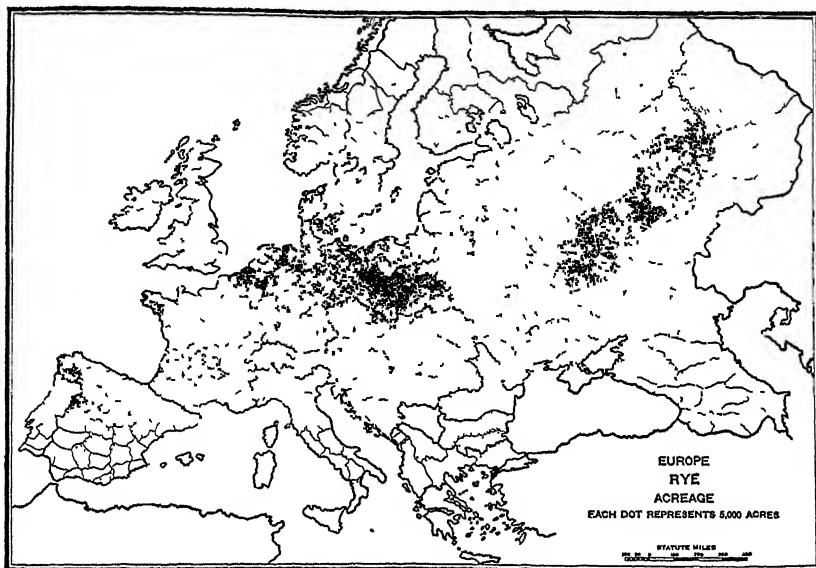 EUROPE
RYE
ACREAGE
EACH DOT REPRESENTS 5,000 ACRES
STATUTE MILES